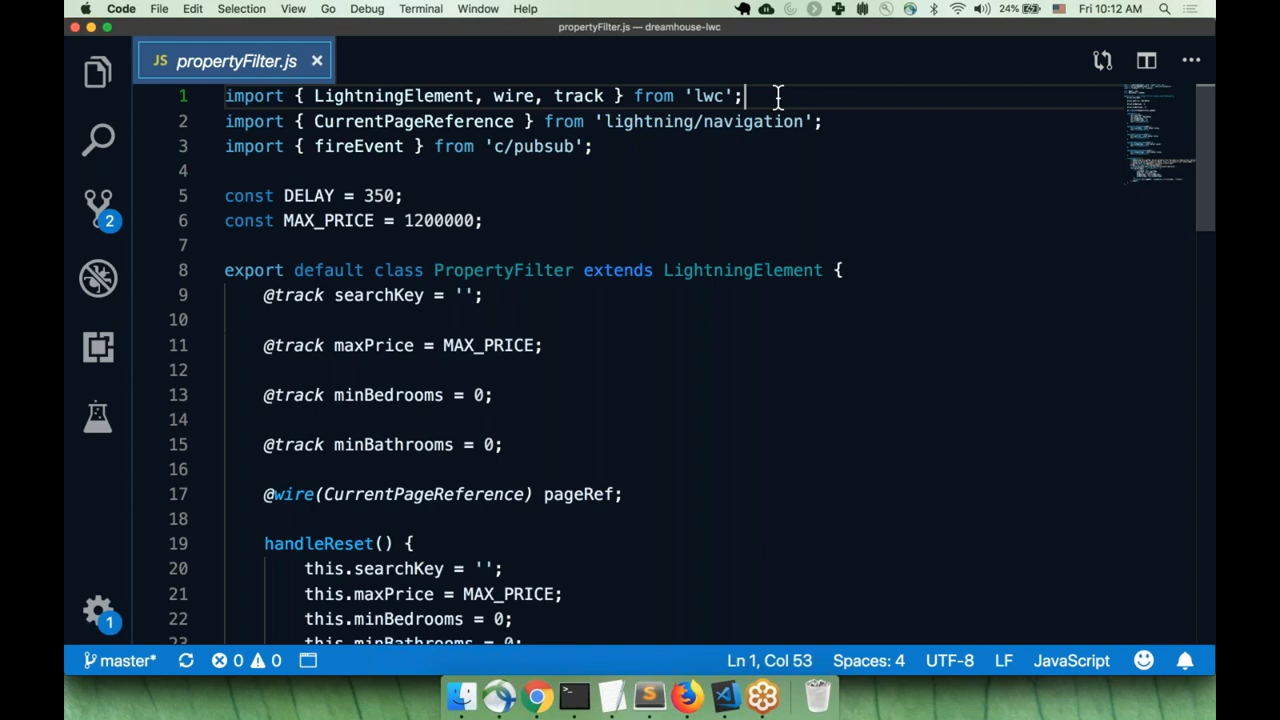 Code File Edit Selection View Go Debug Terminal Window Help 24% Fri 10:12 AM
propertyFilter.js — dreamhouse-lwc
JS propertyFilter.js ×
1 import { LightningElement, wire, track } from 'lwc';
2 import { CurrentPageReference } from 'lightning/navigation';
3 import { fireEvent } from 'c/pubsub';
4
5 const DELAY = 350;
6 const MAX_PRICE = 1200000;
7
8 export default class PropertyFilter extends LightningElement {
9 @track searchKey = '';
10
11 @track maxPrice = MAX_PRICE;
12
13 @track minBedrooms = 0;
14
15 @track minBathrooms = 0;
16
17 @wire(CurrentPageReference) pageRef;
18
19 handleReset() {
20 this.searchKey = '';
21 this.maxPrice = MAX_PRICE;
22 this.minBedrooms = 0;
23 this.minBathrooms = 0;
2
1
master* 0 0 Ln 1, Col 53 Spaces: 4 UTF-8 LF JavaScript